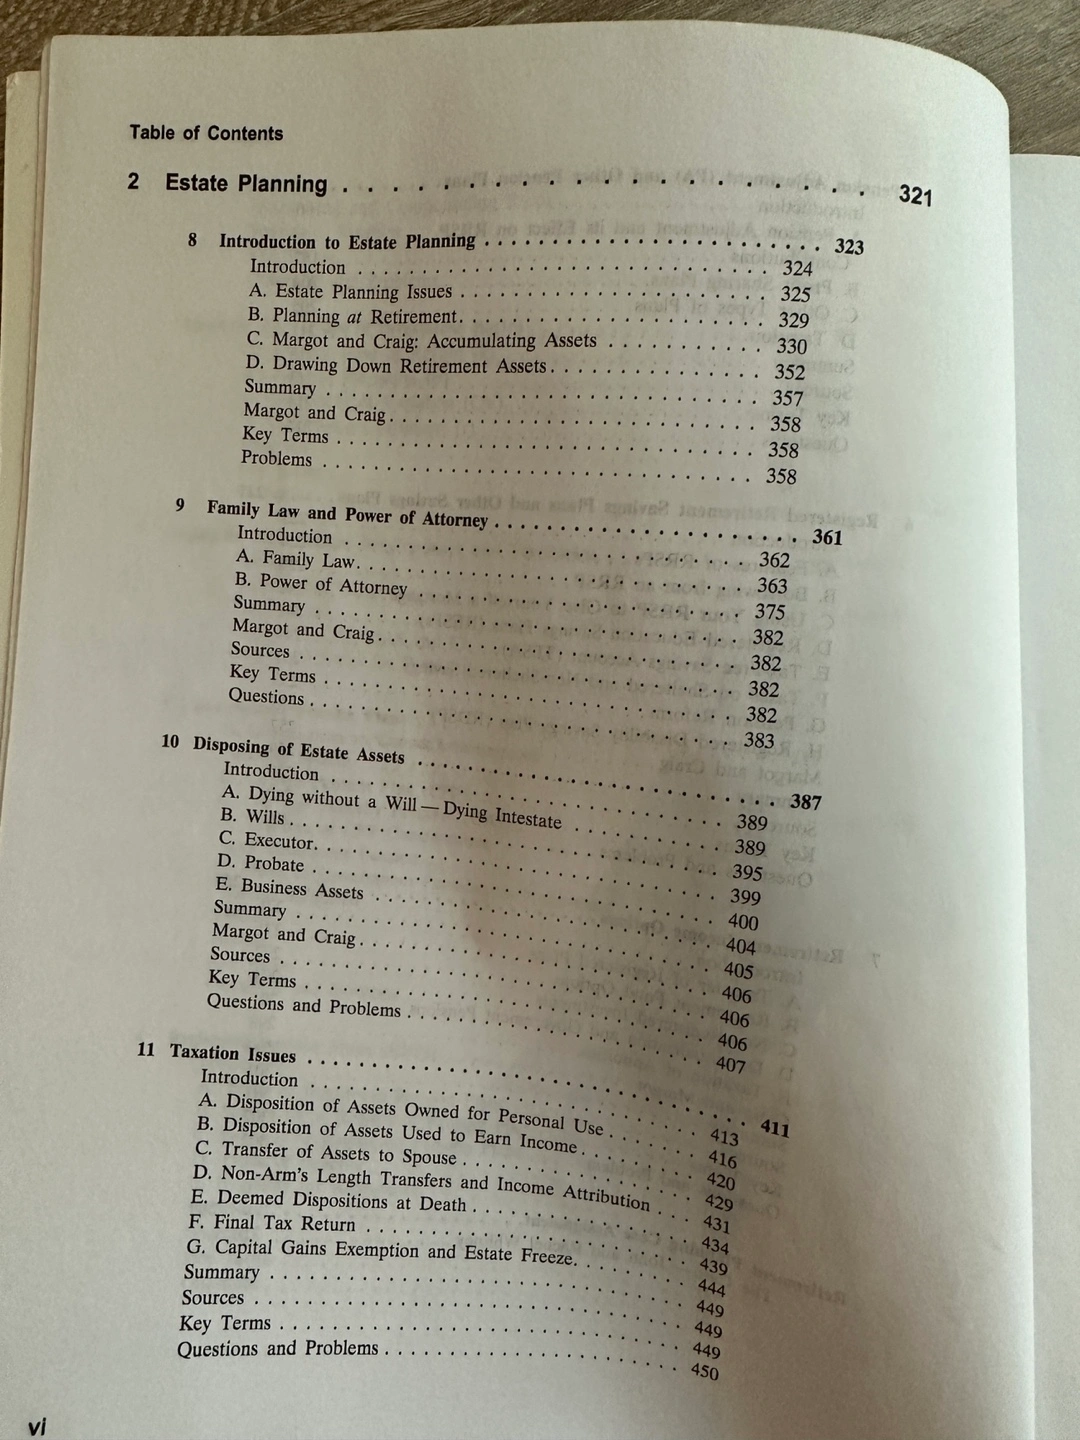 Table of Contents
2 Estate Planning . . . . . . . . . . . . . . . . . . . . . . 321
8 Introduction to Estate Planning . . . . . . . . . . . . . . . . . . . . . . . . . 323
Introduction . . . . . . . . . . . . . . . . . . . . . . . . . . . . . . . 324
A. Estate Planning Issues . . . . . . . . . . . . . . . . . . . . . . . 325
B. Planning at Retirement. . . . . . . . . . . . . . . . . . . . . . . . 329
C. Margot and Craig: Accumulating Assets . . . . . . . . . . . . 330
D. Drawing Down Retirement Assets. . . . . . . . . . . . . . . . 352
Summary . . . . . . . . . . . . . . . . . . . . . . . . . . . . . . . . . 357
Margot and Craig. . . . . . . . . . . . . . . . . . . . . . . . . . . . 358
Key Terms . . . . . . . . . . . . . . . . . . . . . . . . . . . . . . . . 358
Problems . . . . . . . . . . . . . . . . . . . . . . . . . . . . . . . . . 358
9 Family Law and Power of Attorney . . . . . . . . . . . . . . . . . . . . . . . 361
Introduction . . . . . . . . . . . . . . . . . . . . . . . . . . . . . . . 362
A. Family Law. . . . . . . . . . . . . . . . . . . . . . . . . . . . . . . 363
B. Power of Attorney . . . . . . . . . . . . . . . . . . . . . . . . . . 375
Summary . . . . . . . . . . . . . . . . . . . . . . . . . . . . . . . . . 382
Margot and Craig. . . . . . . . . . . . . . . . . . . . . . . . . . . . 382
Sources . . . . . . . . . . . . . . . . . . . . . . . . . . . . . . . . . . 382
Key Terms . . . . . . . . . . . . . . . . . . . . . . . . . . . . . . . . 382
Questions . . . . . . . . . . . . . . . . . . . . . . . . . . . . . . . . . 383
10 Disposing of Estate Assets . . . . . . . . . . . . . . . . . . . . . . . . . . . . 387
Introduction . . . . . . . . . . . . . . . . . . . . . . . . . . . . . . . 389
A. Dying without a Will — Dying Intestate . . . . . . . . . . . . 389
B. Wills . . . . . . . . . . . . . . . . . . . . . . . . . . . . . . . . . . . 395
C. Executor. . . . . . . . . . . . . . . . . . . . . . . . . . . . . . . . . 399
D. Probate . . . . . . . . . . . . . . . . . . . . . . . . . . . . . . . . . 400
E. Business Assets . . . . . . . . . . . . . . . . . . . . . . . . . . . . 404
Summary . . . . . . . . . . . . . . . . . . . . . . . . . . . . . . . . . 405
Margot and Craig. . . . . . . . . . . . . . . . . . . . . . . . . . . . 406
Sources . . . . . . . . . . . . . . . . . . . . . . . . . . . . . . . . . . 406
Key Terms . . . . . . . . . . . . . . . . . . . . . . . . . . . . . . . . 406
Questions and Problems . . . . . . . . . . . . . . . . . . . . . . . 407
11 Taxation Issues . . . . . . . . . . . . . . . . . . . . . . . . . . . . . . . . . . . 411
Introduction . . . . . . . . . . . . . . . . . . . . . . . . . . . . . . . 413
A. Disposition of Assets Owned for Personal Use . . . . . . . 416
B. Disposition of Assets Used to Earn Income . . . . . . . . . 420
C. Transfer of Assets to Spouse . . . . . . . . . . . . . . . . . . . 429
D. Non-Arm's Length Transfers and Income Attribution . . . 431
E. Deemed Dispositions at Death . . . . . . . . . . . . . . . . . . 434
F. Final Tax Return . . . . . . . . . . . . . . . . . . . . . . . . . . . 439
G. Capital Gains Exemption and Estate Freeze. . . . . . . . . 444
Summary . . . . . . . . . . . . . . . . . . . . . . . . . . . . . . . . . 449
Sources . . . . . . . . . . . . . . . . . . . . . . . . . . . . . . . . . . 449
Key Terms . . . . . . . . . . . . . . . . . . . . . . . . . . . . . . . . 449
Questions and Problems . . . . . . . . . . . . . . . . . . . . . . . 450
vi